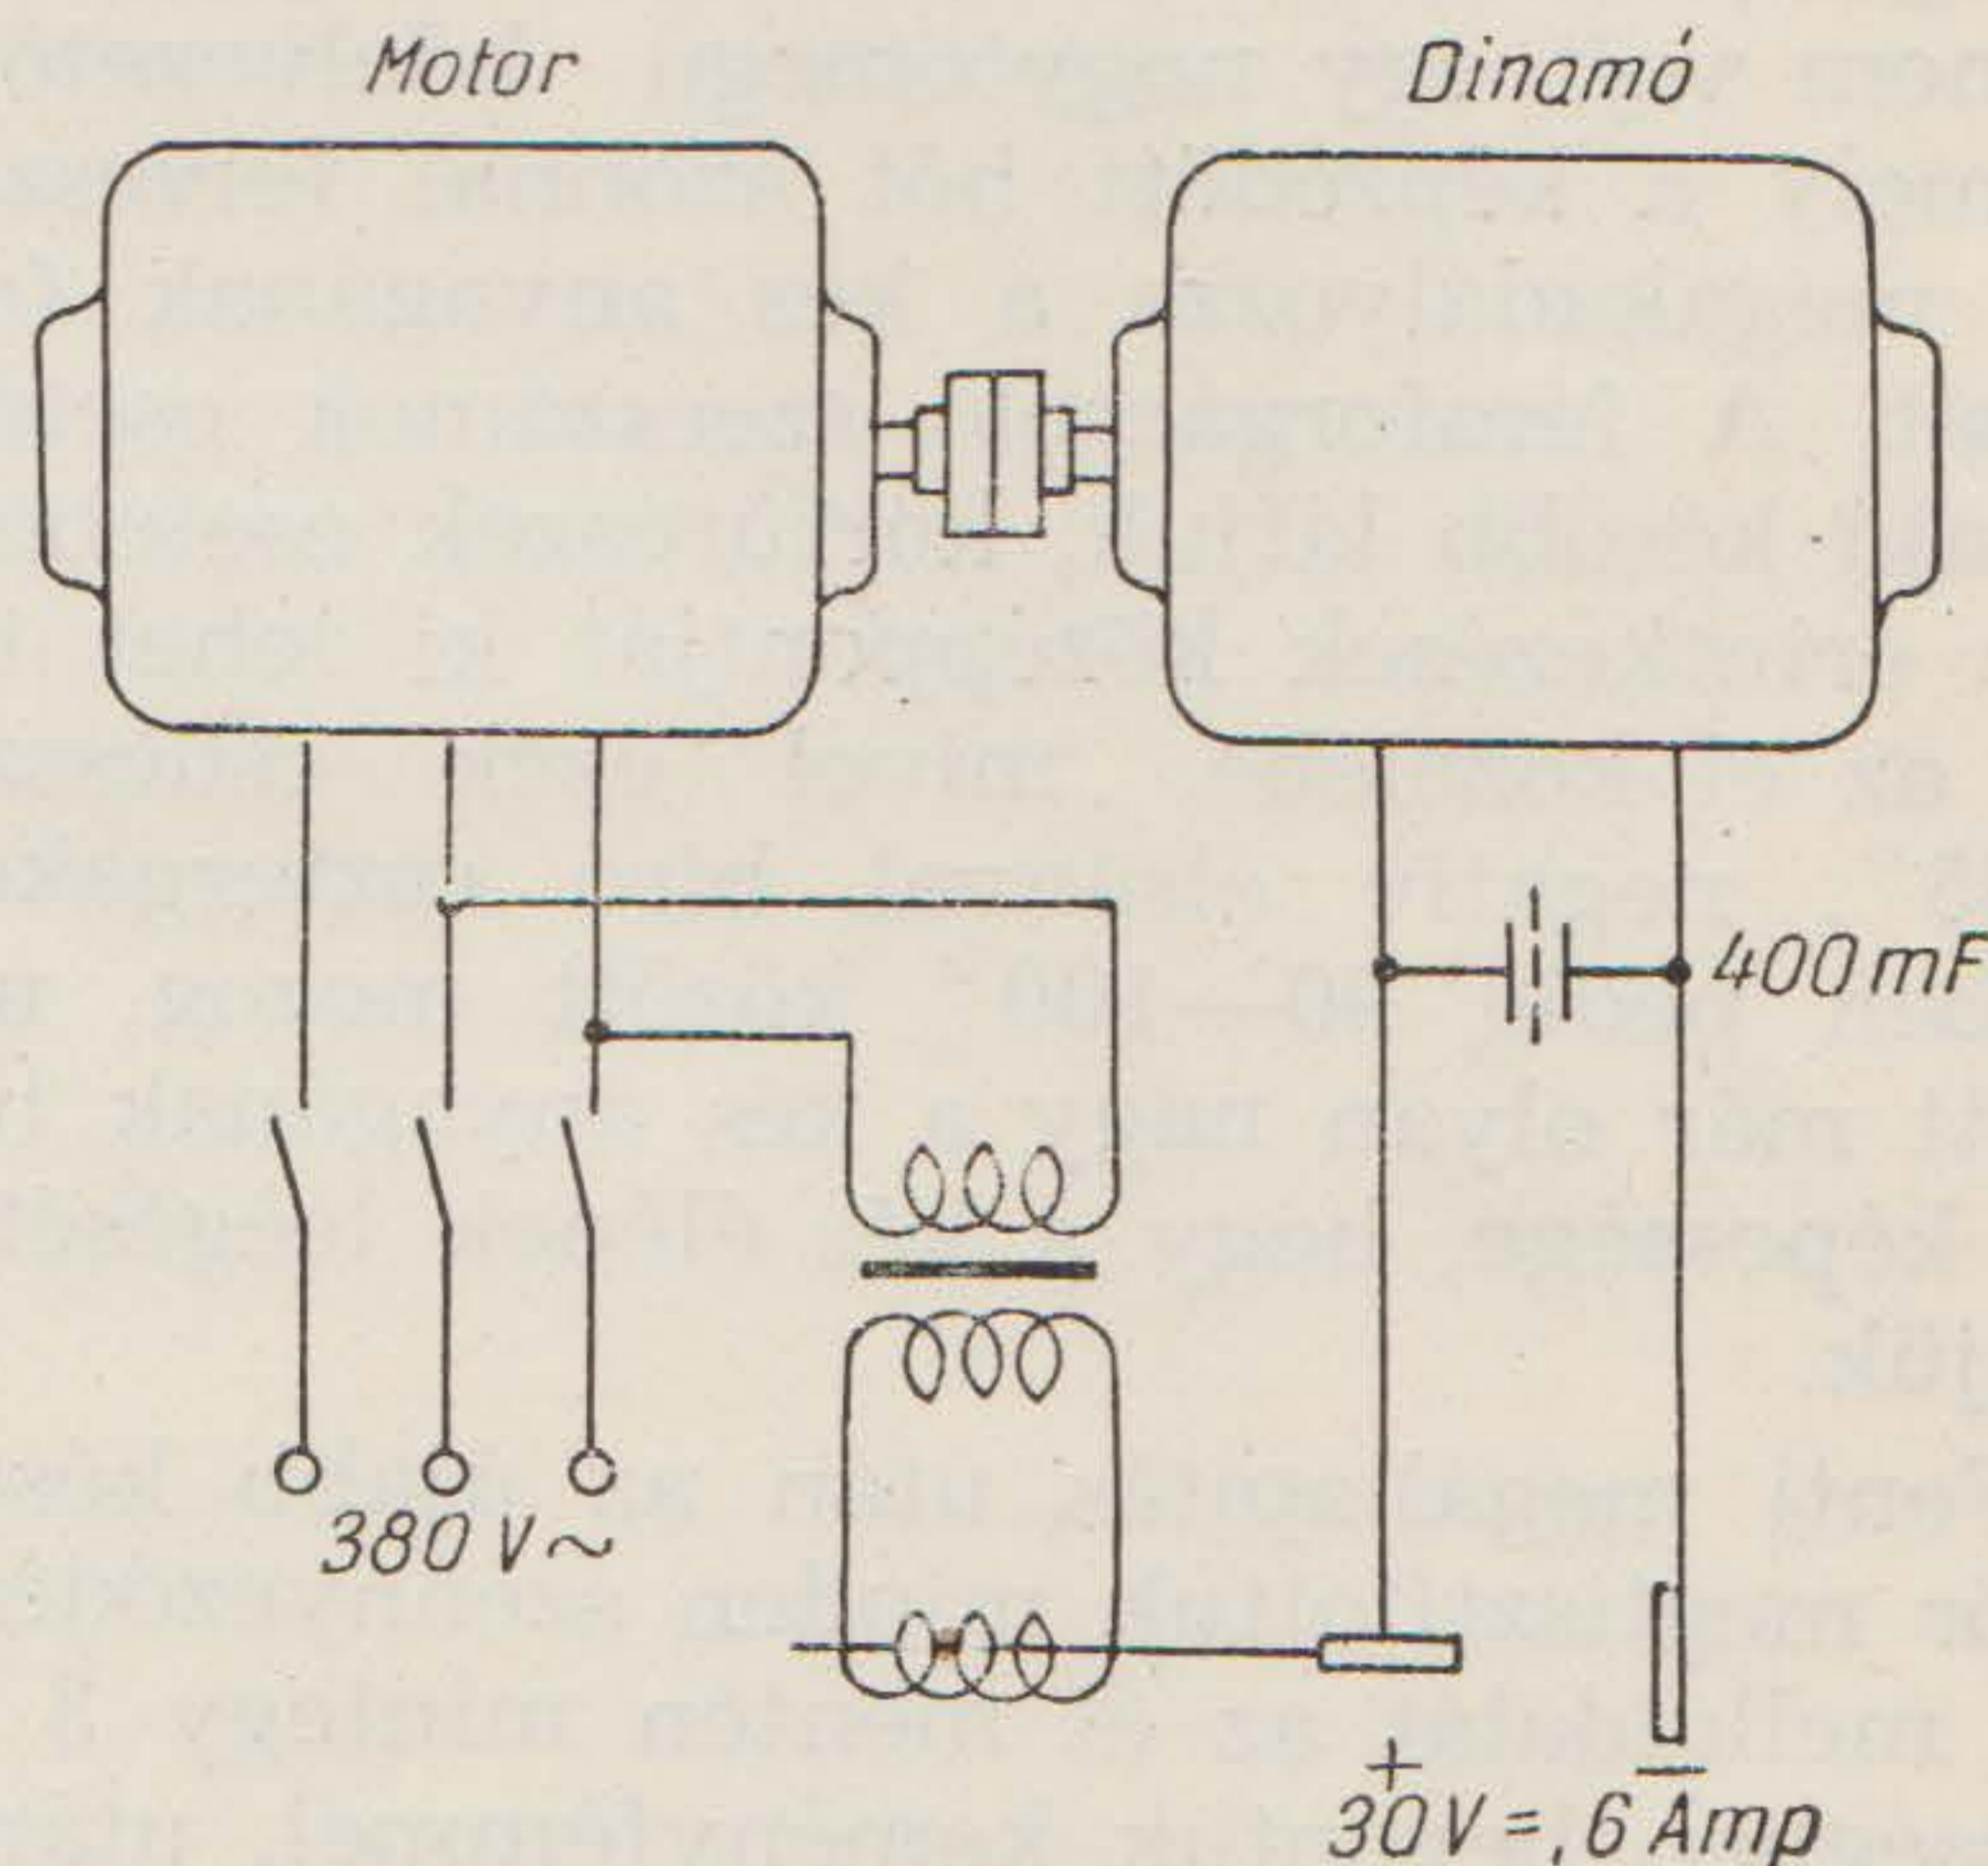 Motor
Dinamó
400 mF
380 V ~
+
−
30 V = , 6 Amp